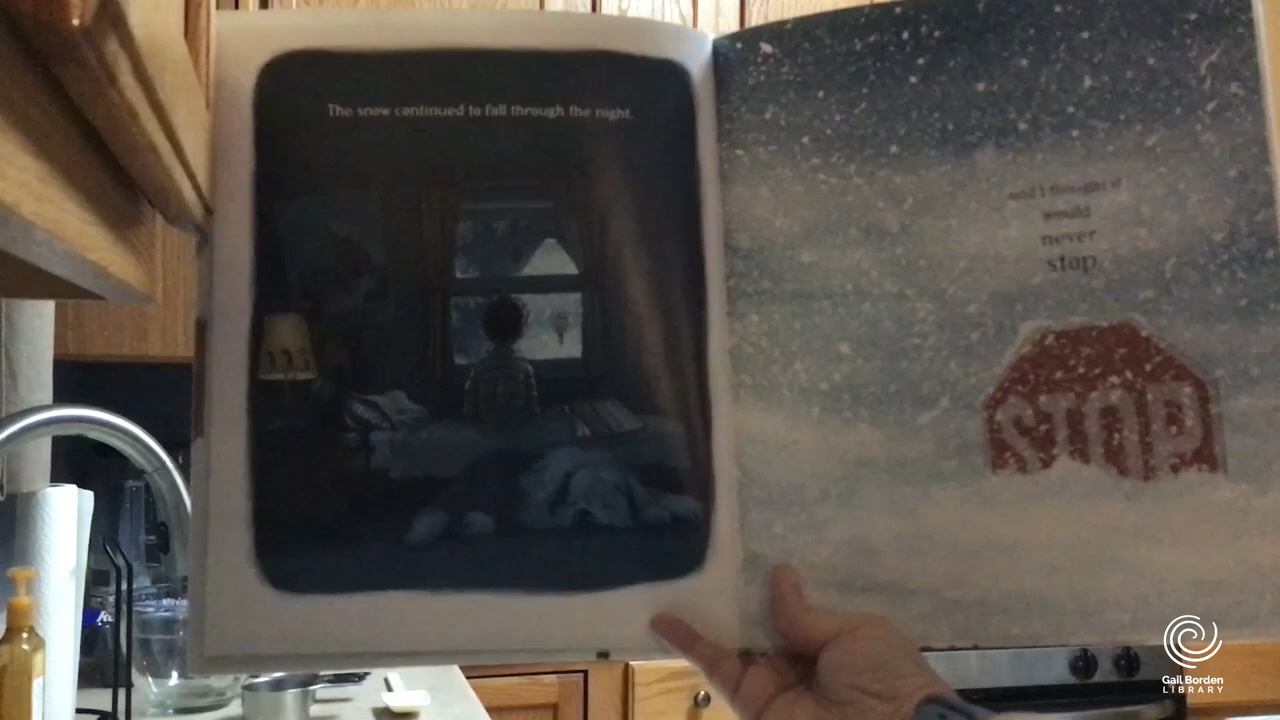 The snow continued to fall through the night.
and I thought it
would
never
stop
STOP
Gail Borden
LIBRARY